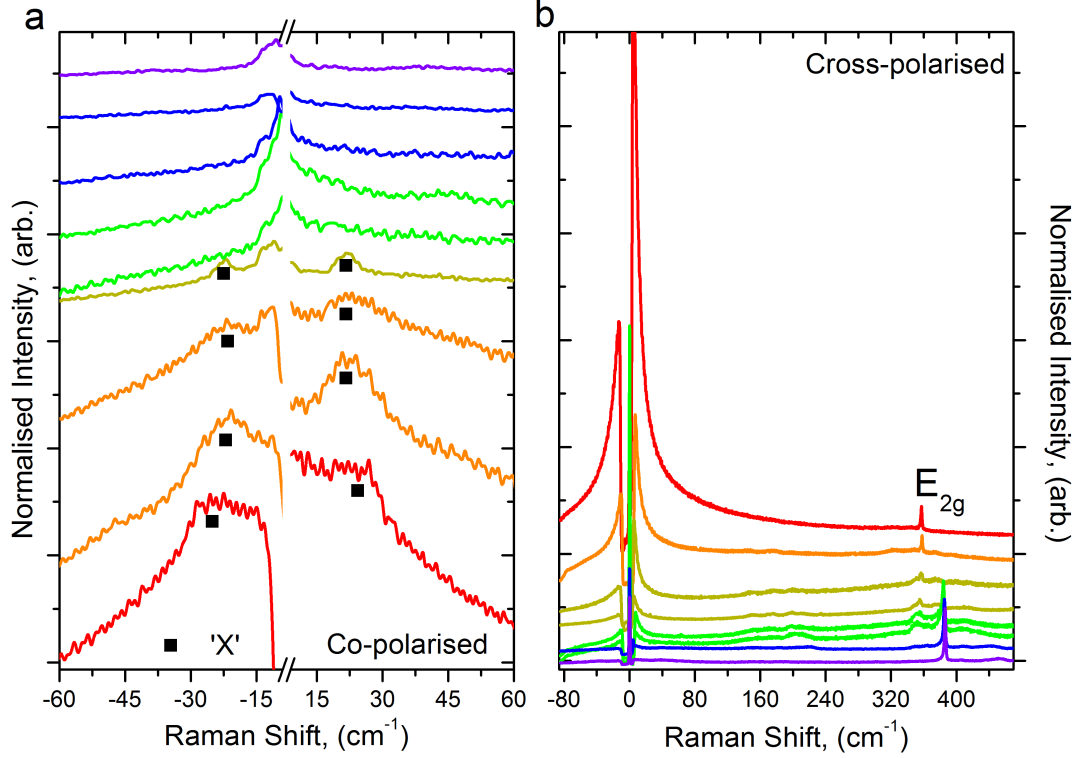 a
b
Cross-polarised
E2g
■ 'X'
Co-polarised
-60 -45 -30 -15 15 30 45 60
-80 0 80 160 240 320 400
Raman Shift, (cm-1)
Raman Shift, (cm-1)
Normalised Intensity, (arb.)
Normalised Intensity, (arb.)